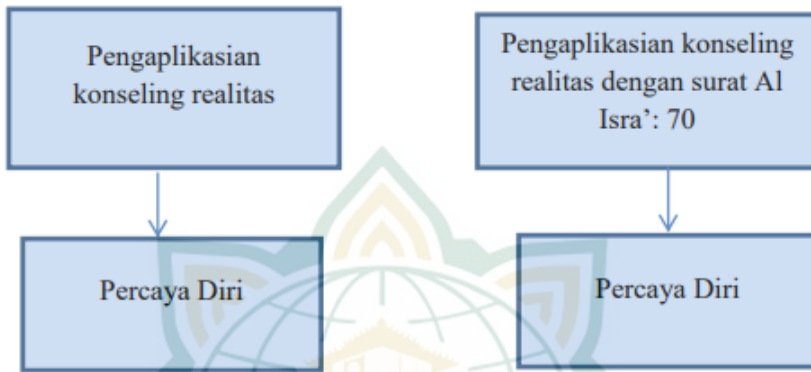 Pengaplikasian
konseling realitas
Pengaplikasian konseling
realitas dengan surat Al
Isra’: 70
Percaya Diri
Percaya Diri